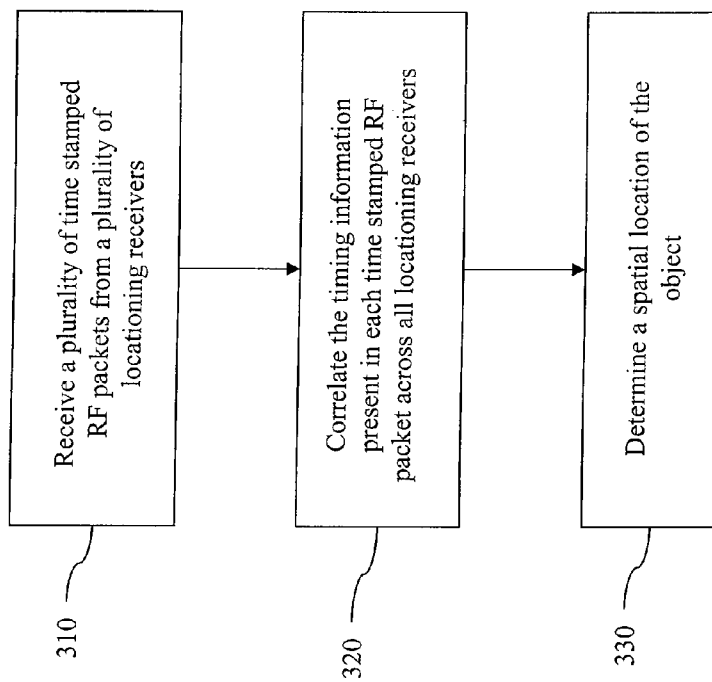 310
Receive a plurality of time stamped
RF packets from a plurality of
locationing receivers
320
Correlate the timing information
present in each time stamped RF
packet across all locationing receivers
330
Determine a spatial location of the
object